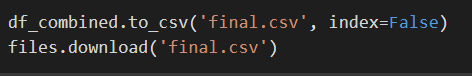 df_combined.to_csv('final.csv', index=False)
files.download('final.csv')